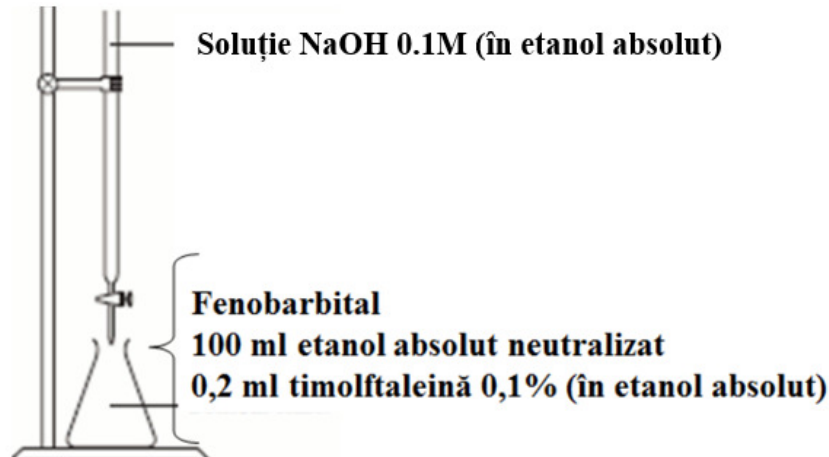 Soluție NaOH 0.1M (în etanol absolut)
Fenobarbital
100 ml etanol absolut neutralizat
0,2 ml timolftaleină 0,1% (în etanol absolut)